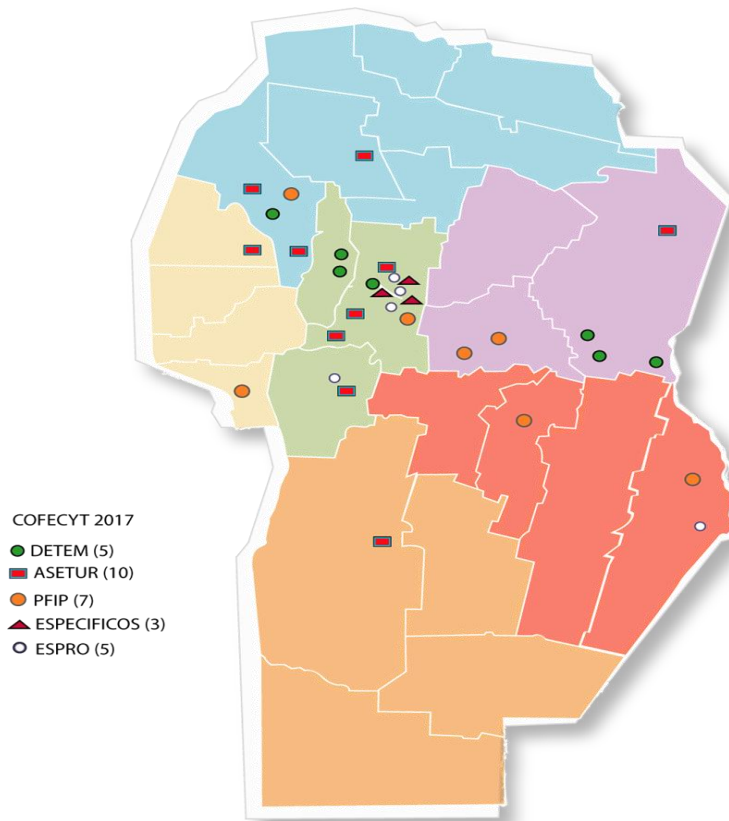 COFECYT 2017
DETEM (5)
ASETUR (10)
PFIP (7)
ESPECIFICOS (3)
ESPRO (5)